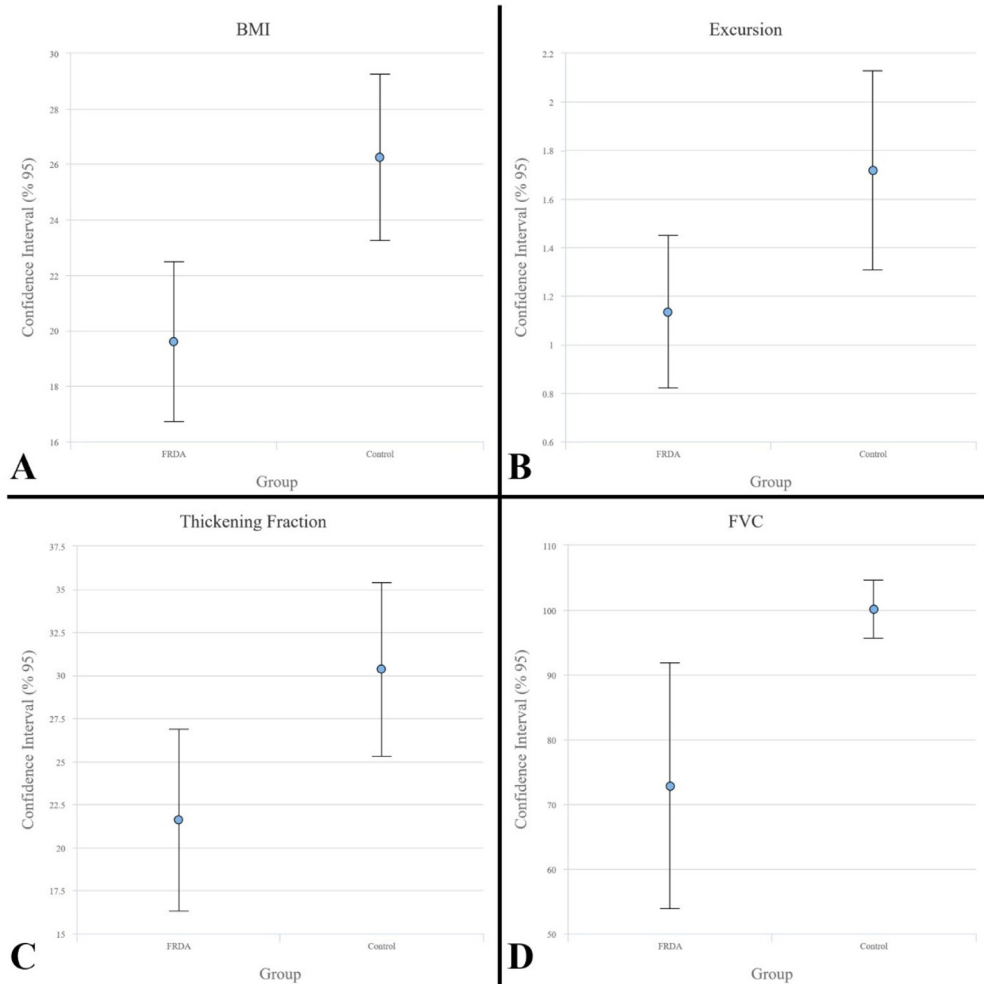 BMI
30
28
26
24
22
20
18
16
Confidence Interval (% 95)
FRDA
Control
Group
A
Excursion
2.2
2
1.8
1.6
1.4
1.2
1
0.8
0.6
Confidence Interval (% 95)
FRDA
Control
Group
B
Thickening Fraction
37.5
35
32.5
30
27.5
25
22.5
20
17.5
15
Confidence Interval (% 95)
FRDA
Control
Group
C
FVC
110
100
90
80
70
60
50
Confidence Interval (% 95)
FRDA
Control
Group
D